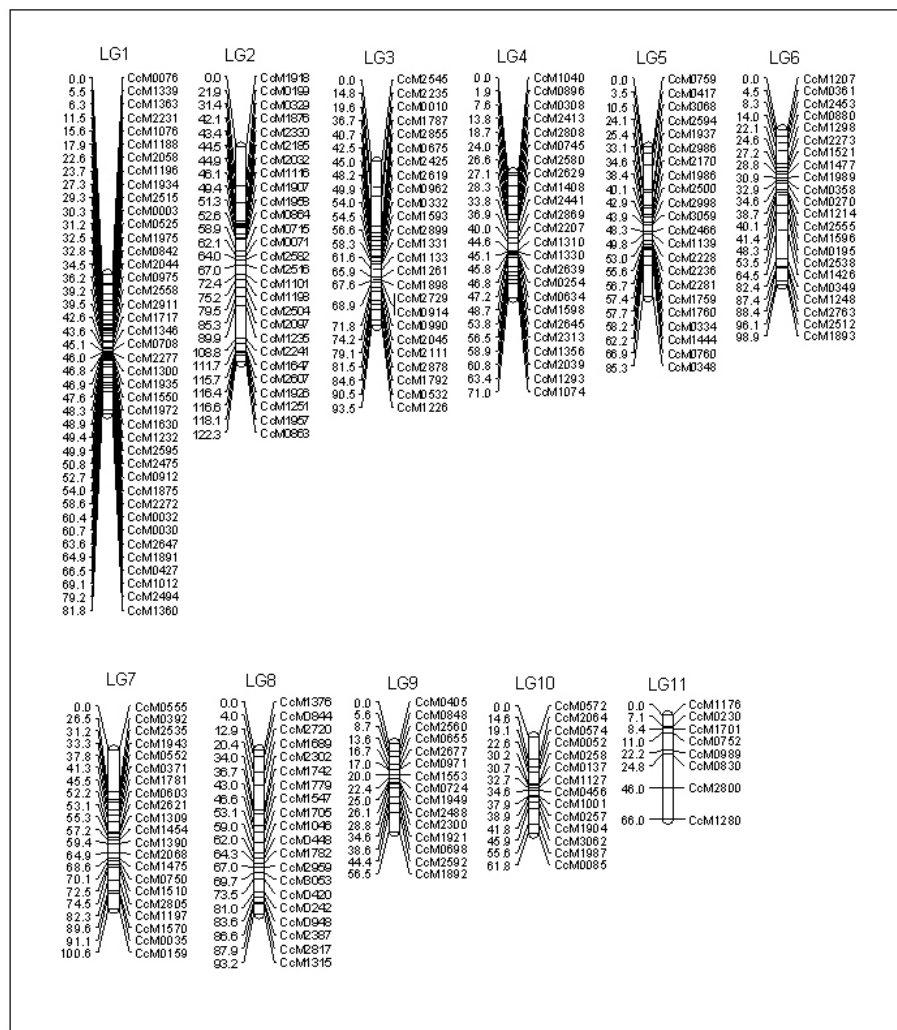 LG1
0.0 CcM0076
5.5 CcM1339
6.3 CcM1363
11.5 CcM2231
15.6 CcM1076
17.9 CcM1188
22.6 CcM2058
23.7 CcM1196
27.3 CcM1934
29.3 CcM2515
30.3 CcM0003
31.2 CcM0525
32.5 CcM1975
32.8 CcM0842
34.5 CcM2044
36.2 CcM0975
39.2 CcM2558
39.5 CcM2911
42.6 CcM1717
43.6 CcM1346
45.1 CcM0708
46.0 CcM2277
46.8 CcM1300
46.9 CcM1935
47.6 CcM1550
48.3 CcM1972
48.9 CcM1630
49.4 CcM1232
49.9 CcM2595
50.8 CcM2475
52.7 CcM0912
54.0 CcM1875
58.6 CcM2272
60.4 CcM0032
60.7 CcM0030
63.6 CcM2647
64.9 CcM1891
66.5 CcM0427
69.1 CcM1012
79.2 CcM2494
81.8 CcM1360
LG2
0.0 CcM1918
21.9 CcM0199
31.4 CcM0329
42.1 CcM1876
43.4 CcM2330
44.5 CcM2185
44.9 CcM2032
46.1 CcM1116
49.4 CcM1907
51.3 CcM1958
52.6 CcM0864
58.9 CcM0715
62.1 CcM0071
64.0 CcM2582
67.0 CcM2516
72.4 CcM1101
75.2 CcM1198
79.5 CcM2504
85.3 CcM2097
89.9 CcM1235
108.8 CcM2241
111.7 CcM1647
115.7 CcM2607
116.4 CcM1926
116.6 CcM1251
118.1 CcM1957
122.3 CcM0863
LG3
0.0 CcM2545
14.8 CcM2235
19.6 CcM0010
36.7 CcM1787
40.7 CcM2855
42.5 CcM0675
45.0 CcM2425
48.2 CcM2619
49.9 CcM0962
54.0 CcM0332
54.5 CcM1593
56.6 CcM2899
58.3 CcM1331
61.6 CcM1133
65.9 CcM1261
67.6 CcM1898
68.9 CcM2729
CcM0914
71.8 CcM0990
74.2 CcM2045
79.1 CcM2111
81.5 CcM2878
84.6 CcM1792
90.5 CcM0532
93.5 CcM1226
LG4
0.0 CcM1040
1.9 CcM0896
7.6 CcM0308
13.8 CcM2413
18.7 CcM2808
24.0 CcM0745
26.6 CcM2580
27.1 CcM2629
28.3 CcM1408
33.8 CcM2441
36.9 CcM2869
40.0 CcM2207
44.6 CcM1310
45.1 CcM1330
45.8 CcM2639
46.8 CcM0254
47.2 CcM0634
48.7 CcM1598
53.8 CcM2645
56.5 CcM2313
58.9 CcM1356
60.8 CcM2039
63.4 CcM1293
71.0 CcM1074
LG5
0.0 CcM0759
3.5 CcM0417
10.5 CcM3068
24.1 CcM2594
25.4 CcM1937
33.1 CcM2986
34.6 CcM2170
38.4 CcM1986
40.1 CcM2500
42.5 CcM2998
43.9 CcM3059
48.3 CcM2466
49.8 CcM1139
53.0 CcM2228
55.6 CcM2236
56.7 CcM2281
57.4 CcM1759
57.7 CcM1760
58.2 CcM0334
62.2 CcM1444
66.9 CcM0760
85.3 CcM0348
LG6
0.0 CcM1207
4.5 CcM0361
8.3 CcM2453
14.0 CcM0880
22.1 CcM1298
24.6 CcM2273
27.2 CcM1521
28.8 CcM1477
30.9 CcM1989
32.9 CcM0358
34.6 CcM0270
38.7 CcM1214
40.1 CcM2555
41.4 CcM1596
48.3 CcM0195
53.5 CcM2538
64.5 CcM1426
82.4 CcM0349
87.4 CcM1248
88.4 CcM2763
96.1 CcM2512
98.9 CcM1893
LG7
0.0 CcM0555
26.5 CcM0392
31.2 CcM2535
33.3 CcM1943
37.8 CcM0552
41.3 CcM0371
45.5 CcM1781
52.2 CcM0603
53.1 CcM2621
55.3 CcM1309
57.2 CcM1454
59.4 CcM1390
64.9 CcM2068
68.6 CcM1475
70.1 CcM0750
72.5 CcM1510
74.5 CcM2805
82.3 CcM1197
89.6 CcM1570
91.1 CcM0035
100.6 CcM0159
LG8
0.0 CcM1376
4.0 CcM0844
12.9 CcM2720
20.4 CcM1689
34.0 CcM2302
36.7 CcM1742
43.0 CcM1779
46.6 CcM1547
53.1 CcM1705
59.0 CcM1046
62.0 CcM0448
64.3 CcM1782
67.0 CcM2959
69.7 CcM3053
73.5 CcM0420
81.0 CcM0242
83.6 CcM0948
86.6 CcM2387
87.9 CcM2817
93.2 CcM1315
LG9
0.0 CcM0405
5.6 CcM0848
8.7 CcM2560
13.6 CcM0655
16.7 CcM2677
17.0 CcM0971
20.0 CcM1553
22.4 CcM0724
25.0 CcM1949
26.1 CcM2488
28.8 CcM2300
34.6 CcM1921
38.6 CcM0698
44.4 CcM2592
56.5 CcM1892
LG10
0.0 CcM0572
14.6 CcM2064
19.1 CcM0574
22.6 CcM0052
30.2 CcM0258
30.7 CcM0137
32.7 CcM1127
34.6 CcM0456
37.9 CcM1001
38.9 CcM0257
41.8 CcM1904
45.9 CcM3062
55.6 CcM1987
61.8 CcM0085
LG11
0.0 CcM1176
7.1 CcM0230
8.4 CcM1701
11.0 CcM0752
22.2 CcM0989
24.8 CcM0830
46.0 CcM2800
66.0 CcM1280